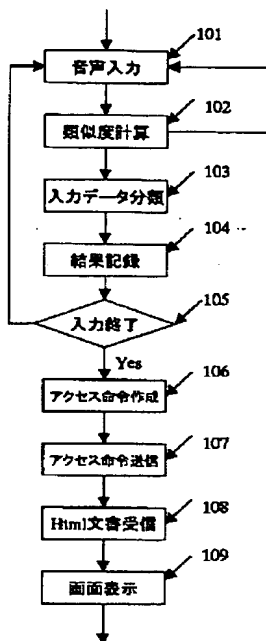 101
音声入力
102
類似度計算
103
入力データ分類
104
結果記録
105
入力終了
Yes
106
アクセス命令作成
107
アクセス命令送信
108
Html文書受信
109
画面表示